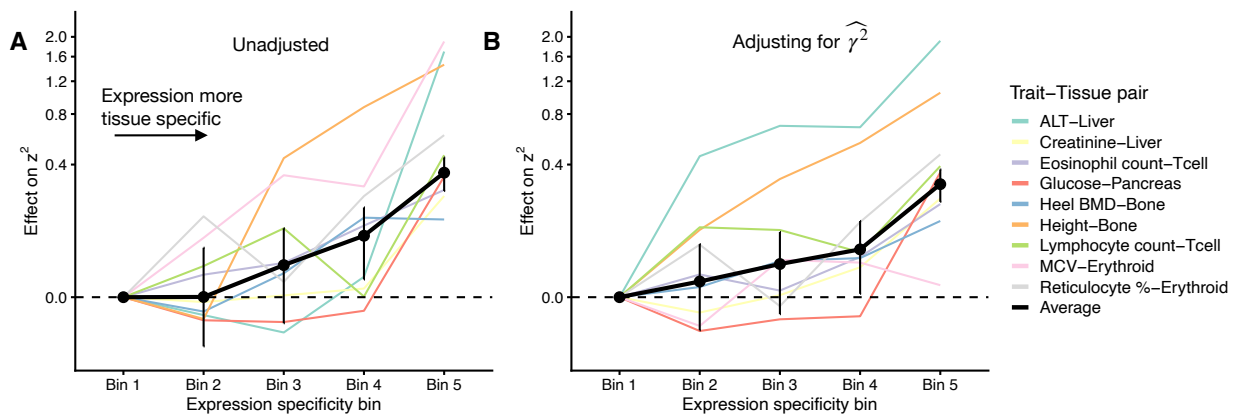 A
Unadjusted
Expression more
tissue specific
Effect on z²
2.0
1.6
1.2
0.8
0.4
0.0
Bin 1 Bin 2 Bin 3 Bin 4 Bin 5
Expression specificity bin
B
Adjusting for \widehat{γ²}
Effect on z²
2.0
1.6
1.2
0.8
0.4
0.0
Bin 1 Bin 2 Bin 3 Bin 4 Bin 5
Expression specificity bin
Trait−Tissue pair
ALT−Liver
Creatinine−Liver
Eosinophil count−Tcell
Glucose−Pancreas
Heel BMD−Bone
Height−Bone
Lymphocyte count−Tcell
MCV−Erythroid
Reticulocyte %−Erythroid
Average